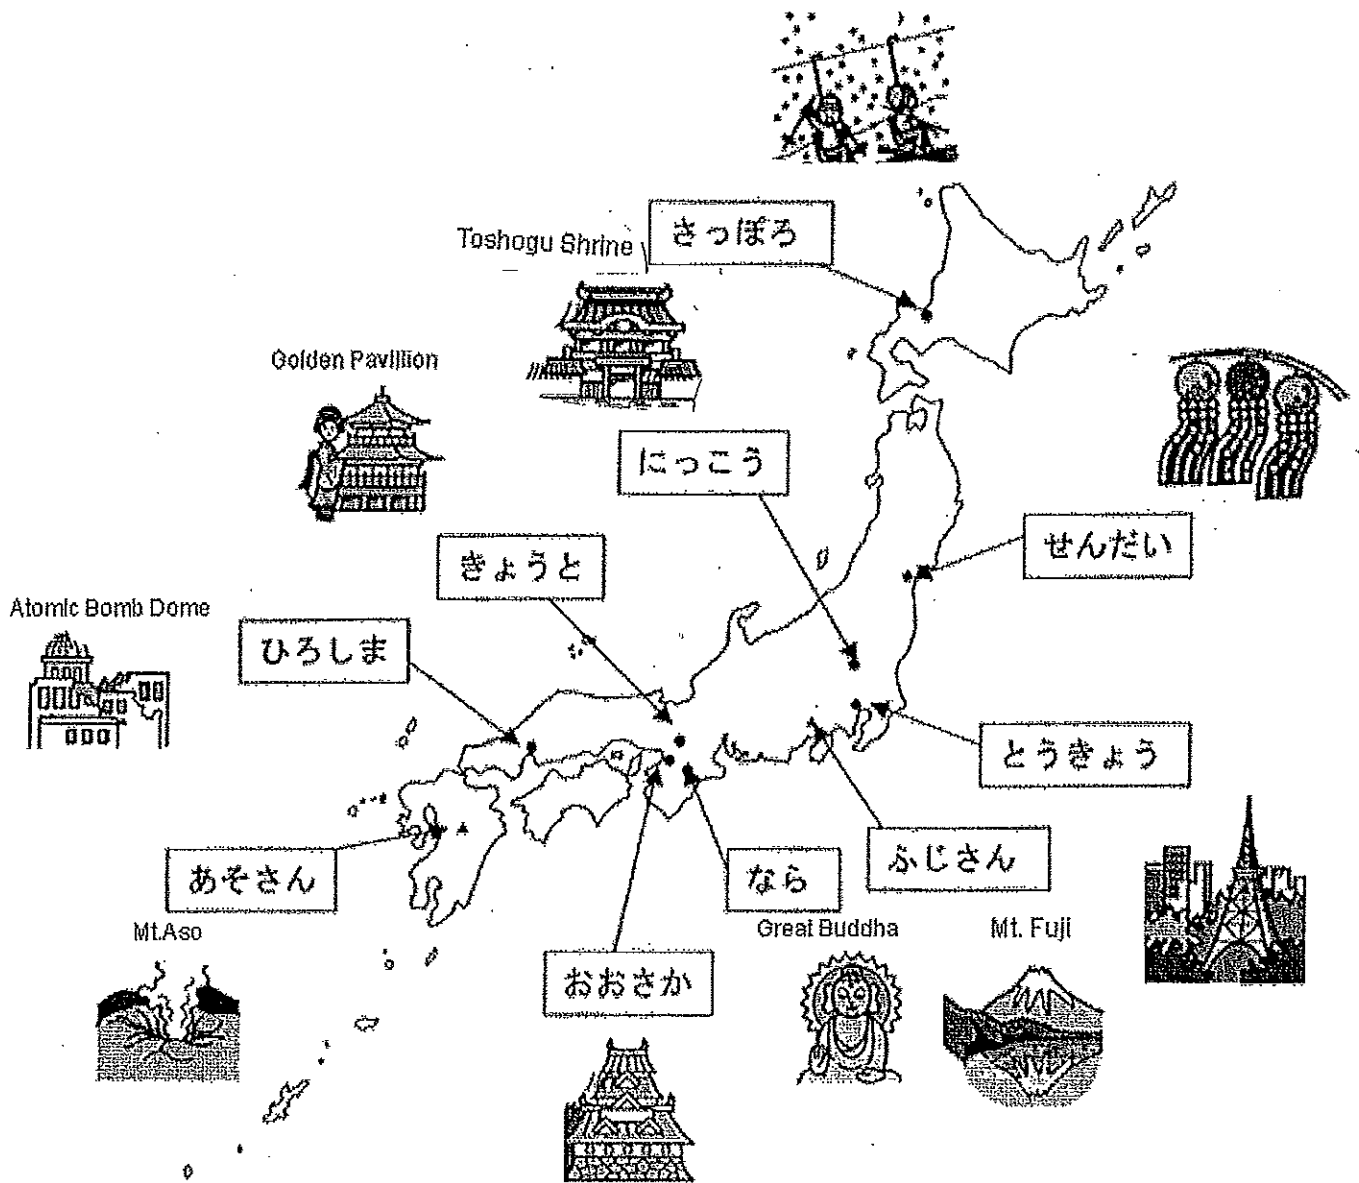 さっぽろ
Toshogu Shrine
Golden Pavillion
にっこう
せんだい
きょうと
Atomic Bomb Dome
ひろしま
とうきょう
ふじさん
あそさん
なら
Mt.Aso
Great Buddha
Mt. Fuji
おおさか